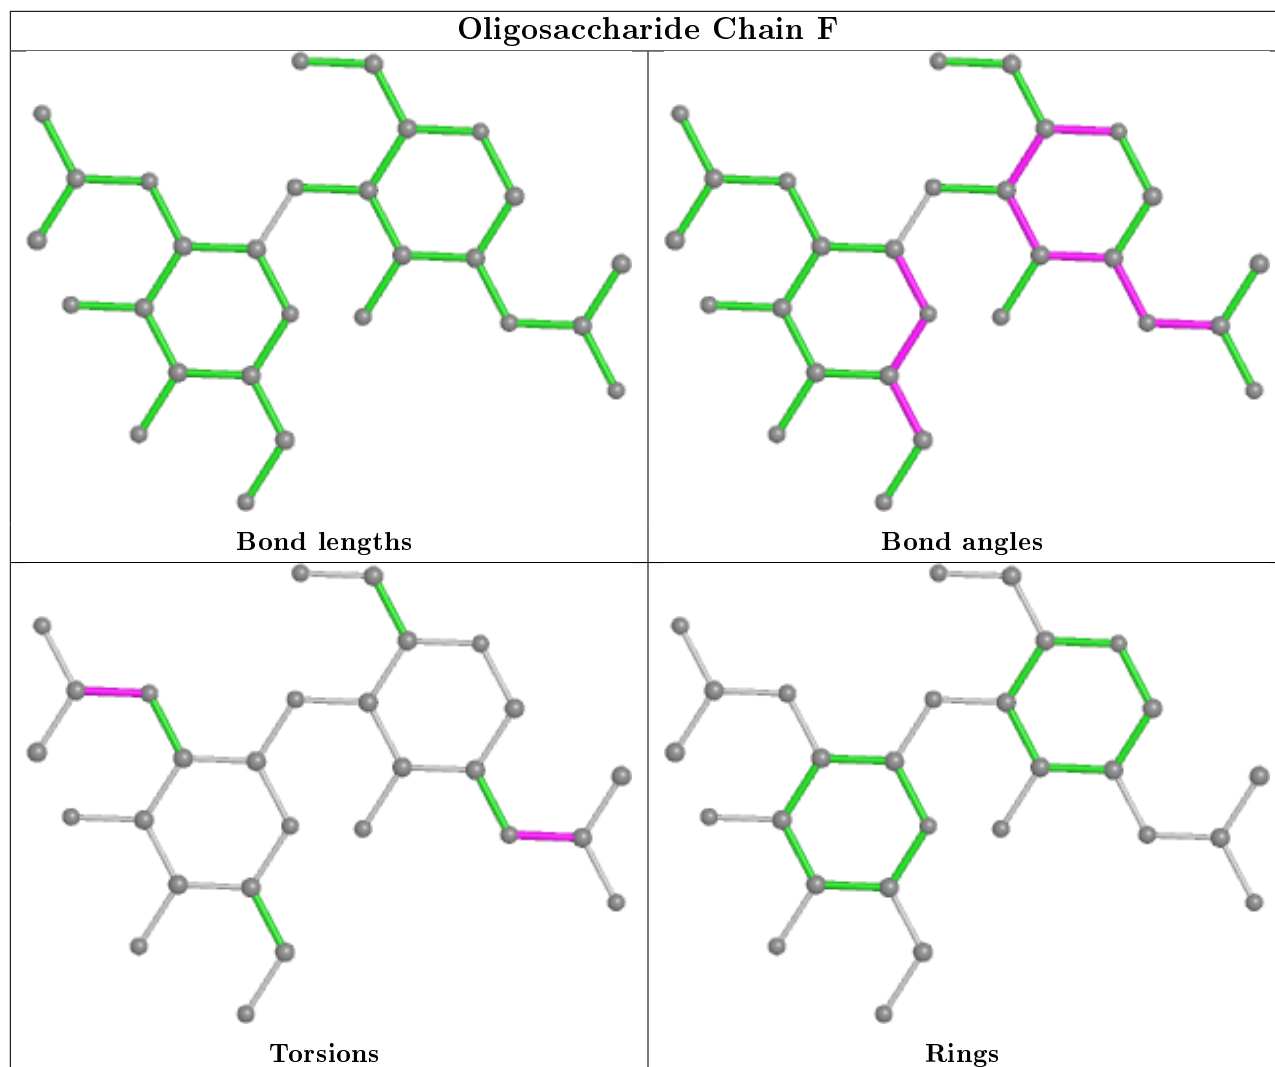 Oligosaccharide Chain F
Bond lengths
Bond angles
Torsions
Rings